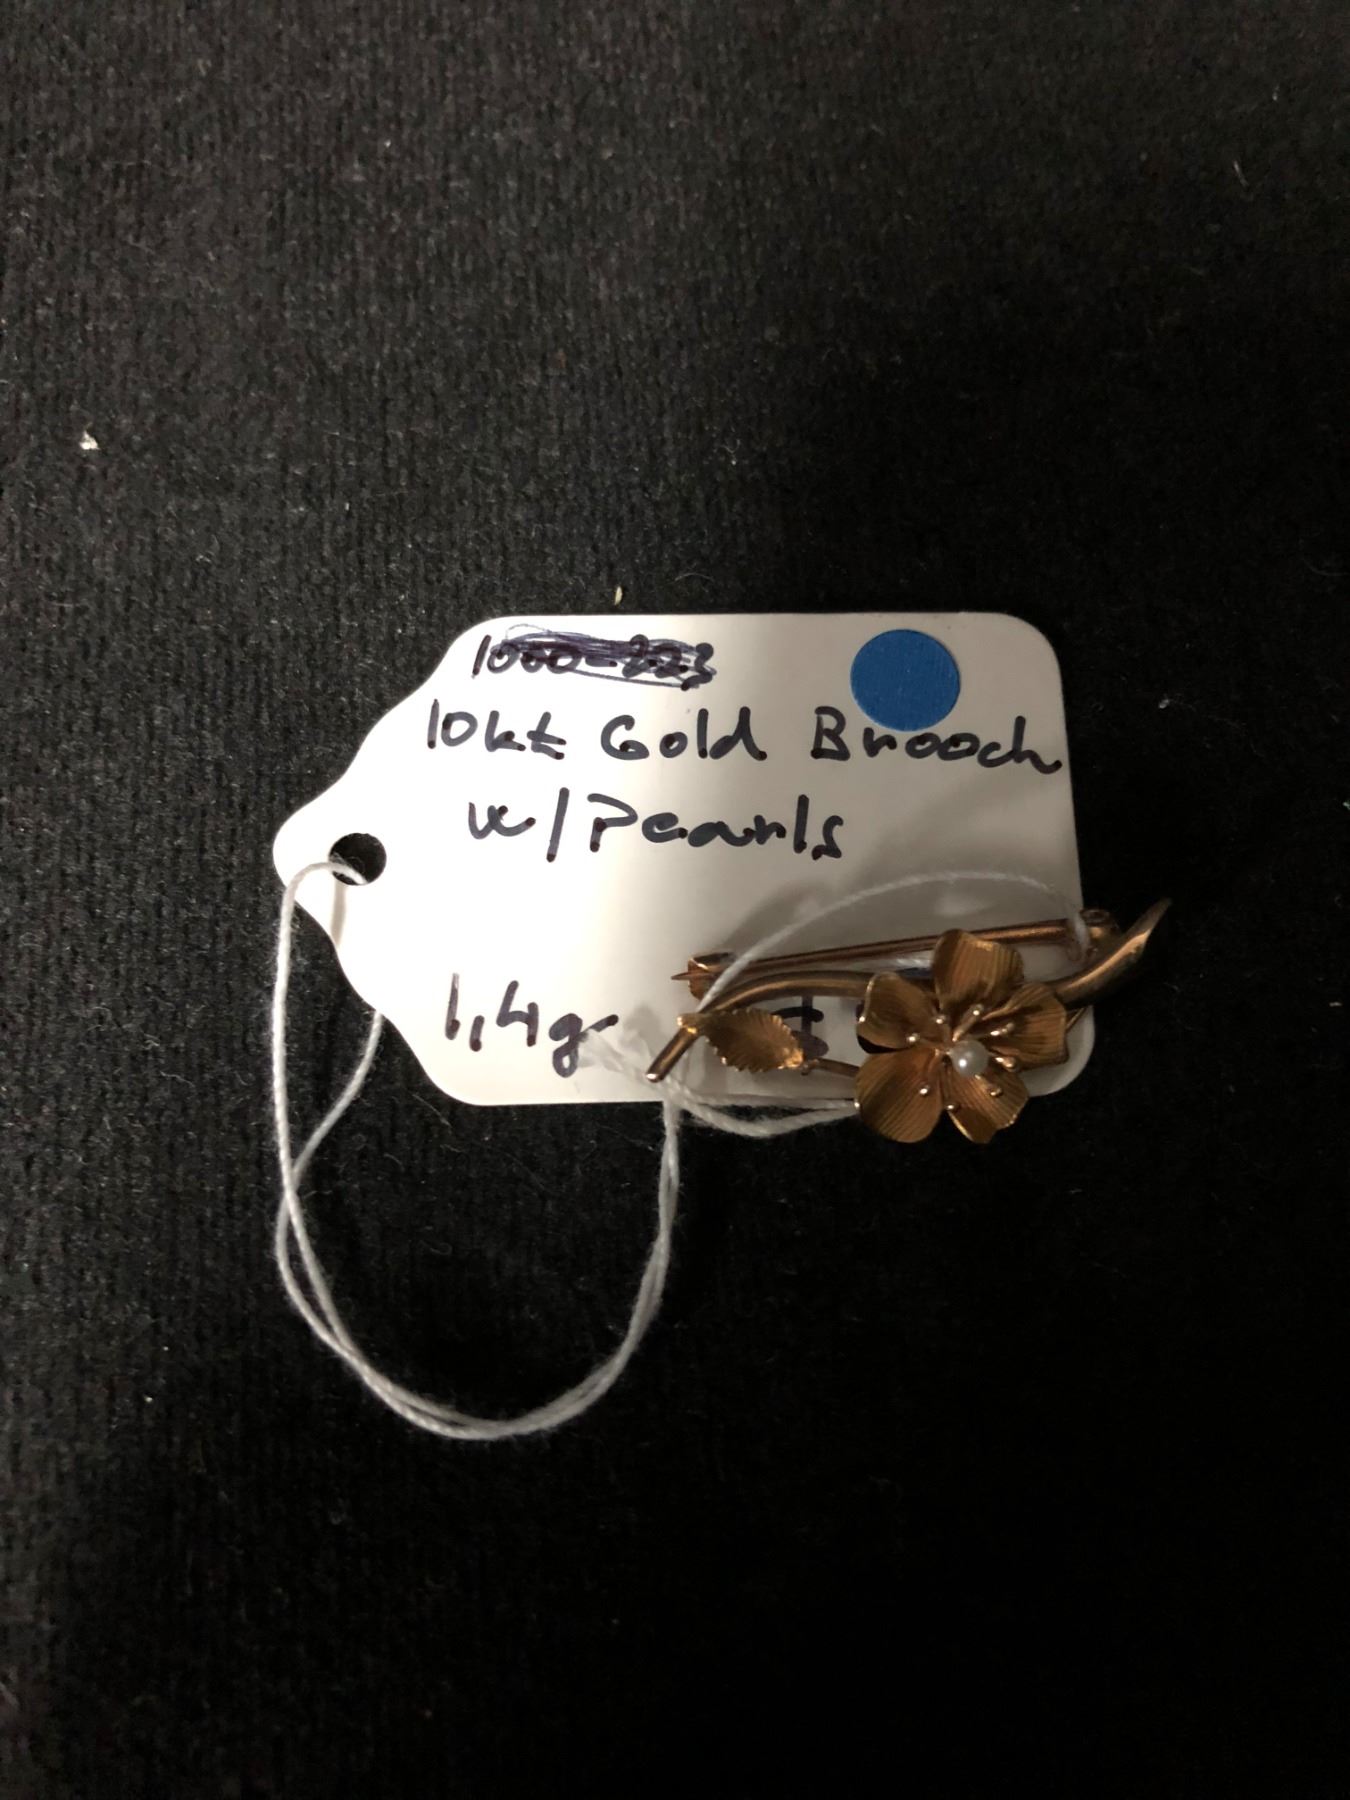 10kt Gold Brooch
w/Pearls
1,4gr $